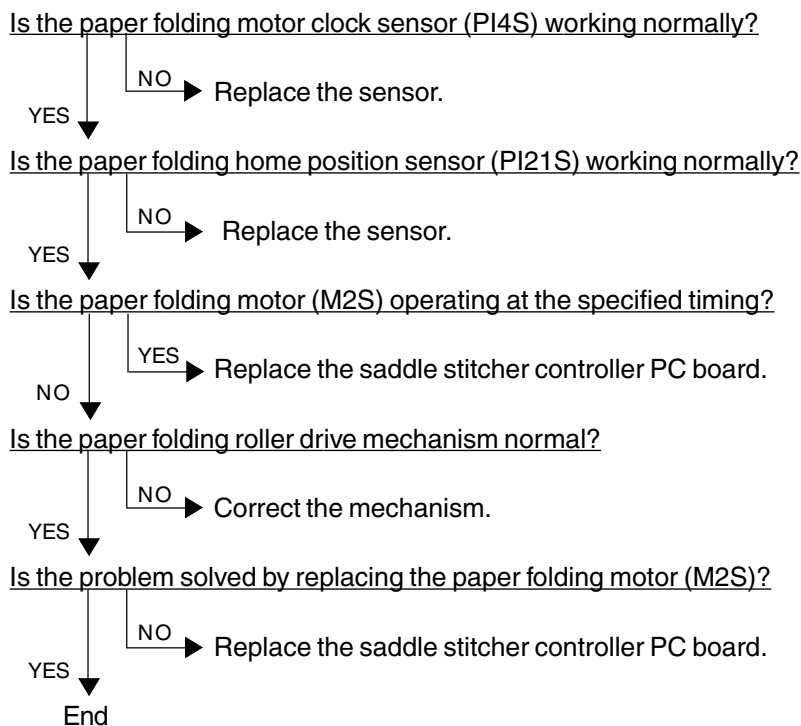 Is the paper folding motor clock sensor (PI4S) working normally?
NO
Replace the sensor.
YES
Is the paper folding home position sensor (PI21S) working normally?
NO
Replace the sensor.
YES
Is the paper folding motor (M2S) operating at the specified timing?
YES
Replace the saddle stitcher controller PC board.
NO
Is the paper folding roller drive mechanism normal?
NO
Correct the mechanism.
YES
Is the problem solved by replacing the paper folding motor (M2S)?
NO
Replace the saddle stitcher controller PC board.
YES
End